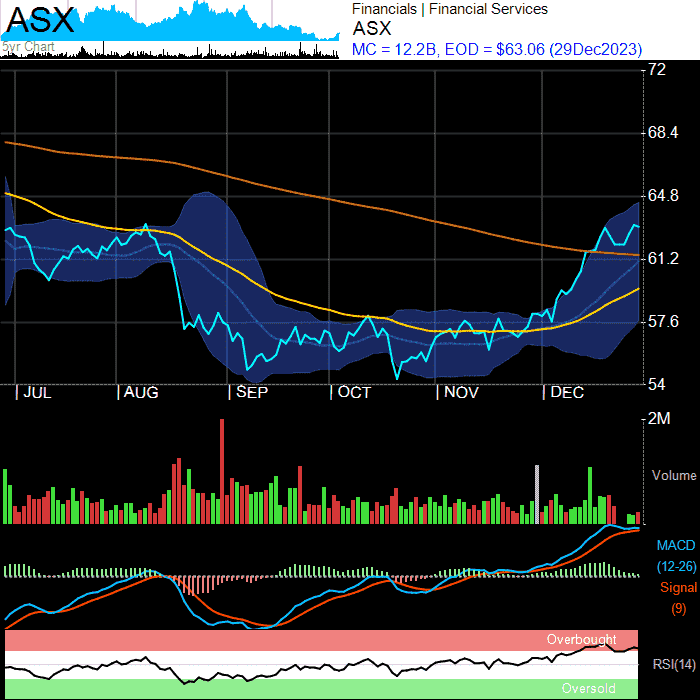 ASX
5yr Chart
Financials | Financial Services
ASX
MC = 12.2B, EOD = $63.06 (29Dec2023)
72
68.4
64.8
61.2
57.6
54
JUL
AUG
SEP
OCT
NOV
DEC
2M
Volume
MACD
(12-26)
Signal
(9)
Overbought
RSI(14)
Oversold